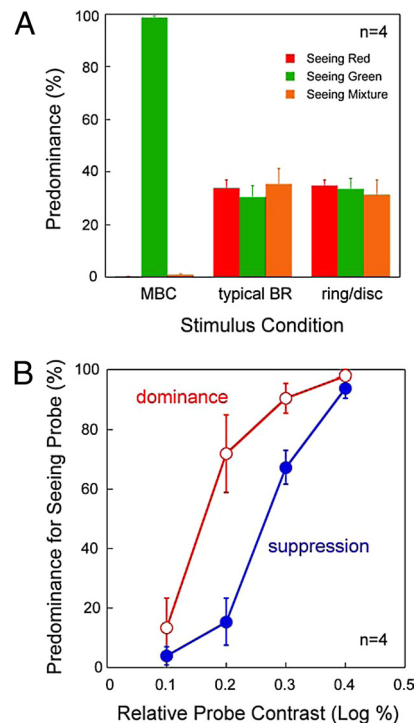 A
n=4
Seeing Red
Seeing Green
Seeing Mixture
Predominance (%)
100
80
60
40
20
0
MBC typical BR ring/disc
Stimulus Condition
B
dominance
suppression
n=4
Predominance for Seeing Probe (%)
100
80
60
40
20
0
0 0.1 0.2 0.3 0.4 0.5
Relative Probe Contrast (Log %)